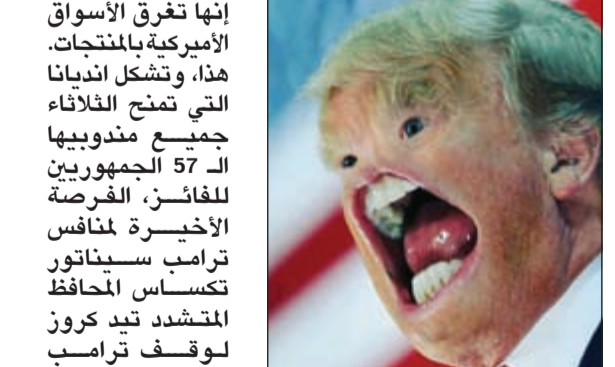 إنها تغرق الأسواق
الأميركية بالمنتجات.
هذا، وتشكل انديانا
التي تمنح الثلاثاء
جميع مندوبيها
الـ 57 الجمهوريين
للفائز، الفرصة
الأخيرة لمنافس
ترامب سيناتور
تكساس المحافظ
المتشدد تيد كروز
لوقف ترامب